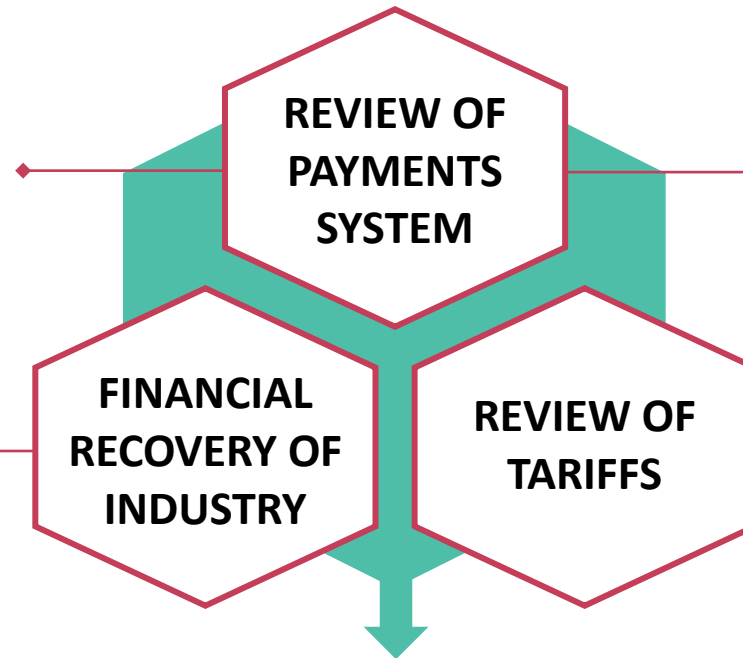 REVIEW OF
PAYMENTS
SYSTEM
FINANCIAL
RECOVERY OF
INDUSTRY
REVIEW OF
TARIFFS